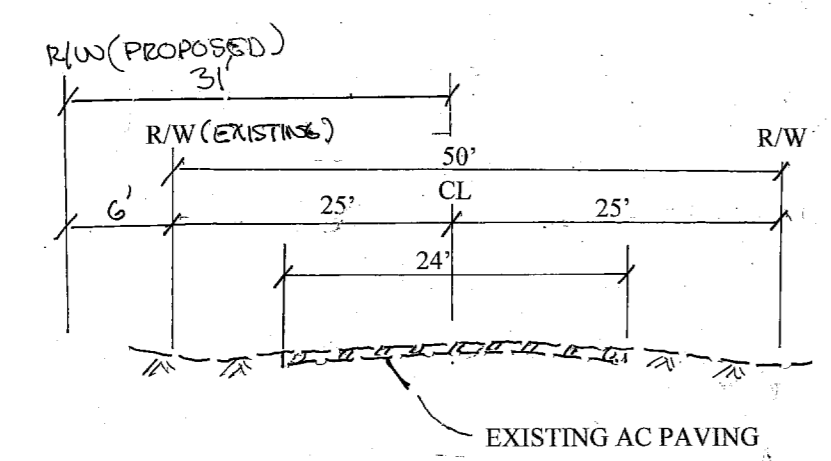 R/W (PROPOSED)
31'
R/W (EXISTING)
R/W
50'
CL
6'
25'
25'
24'
EXISTING AC PAVING